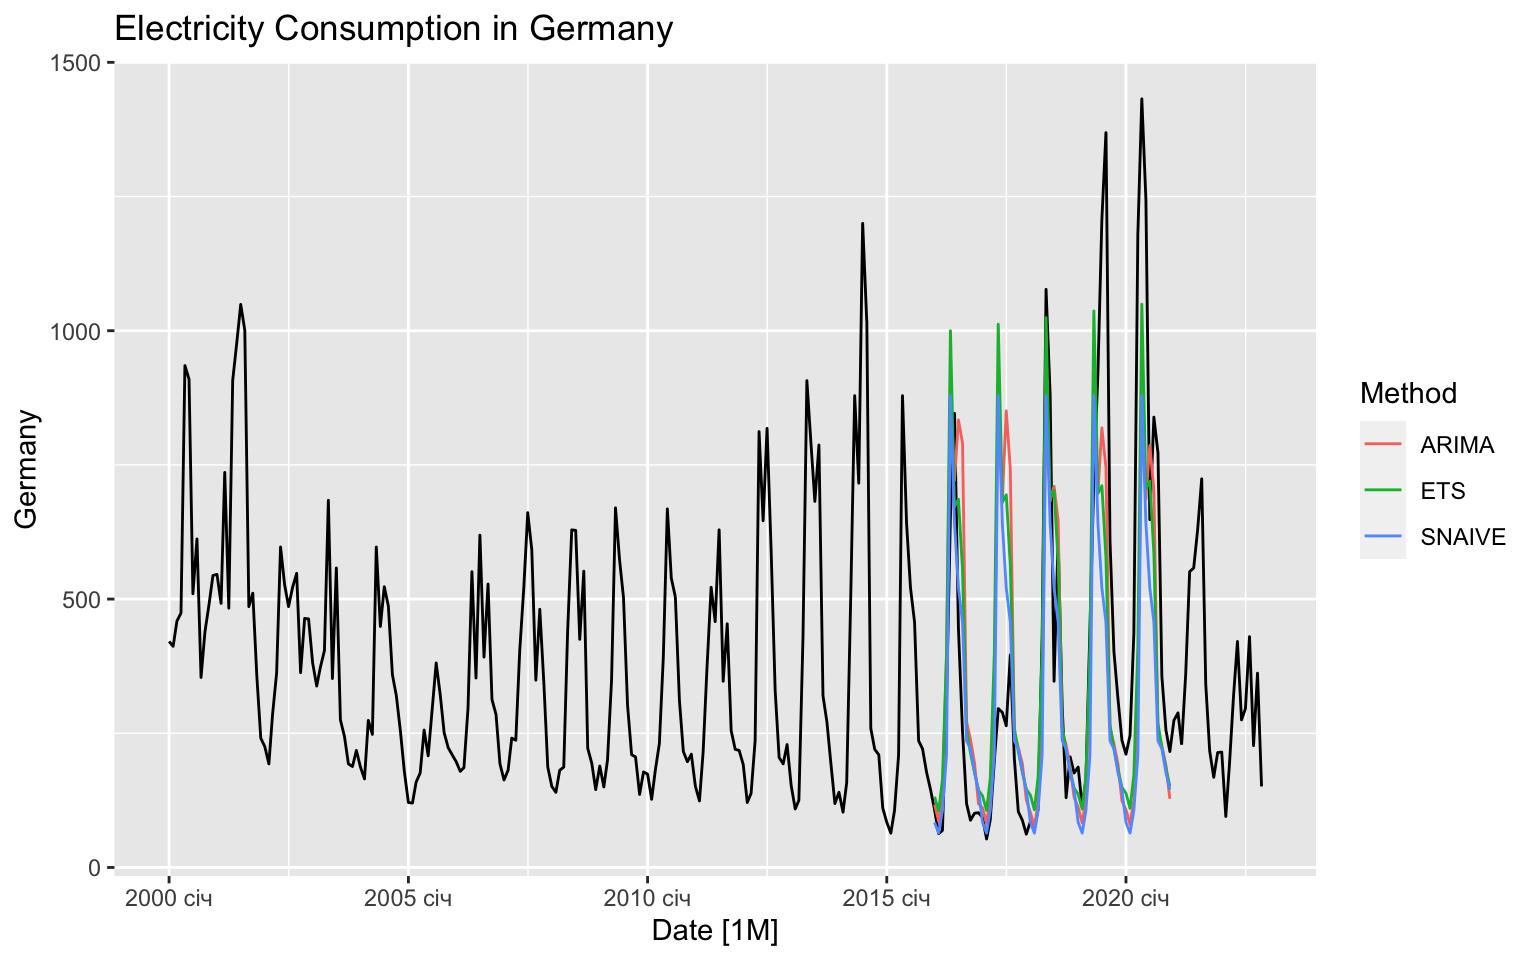 Electricity Consumption in Germany
1500
1000
500
0
Germany
2000 січ
2005 січ
2010 січ
2015 січ
2020 січ
Date [1M]
Method
ARIMA
ETS
SNAIVE